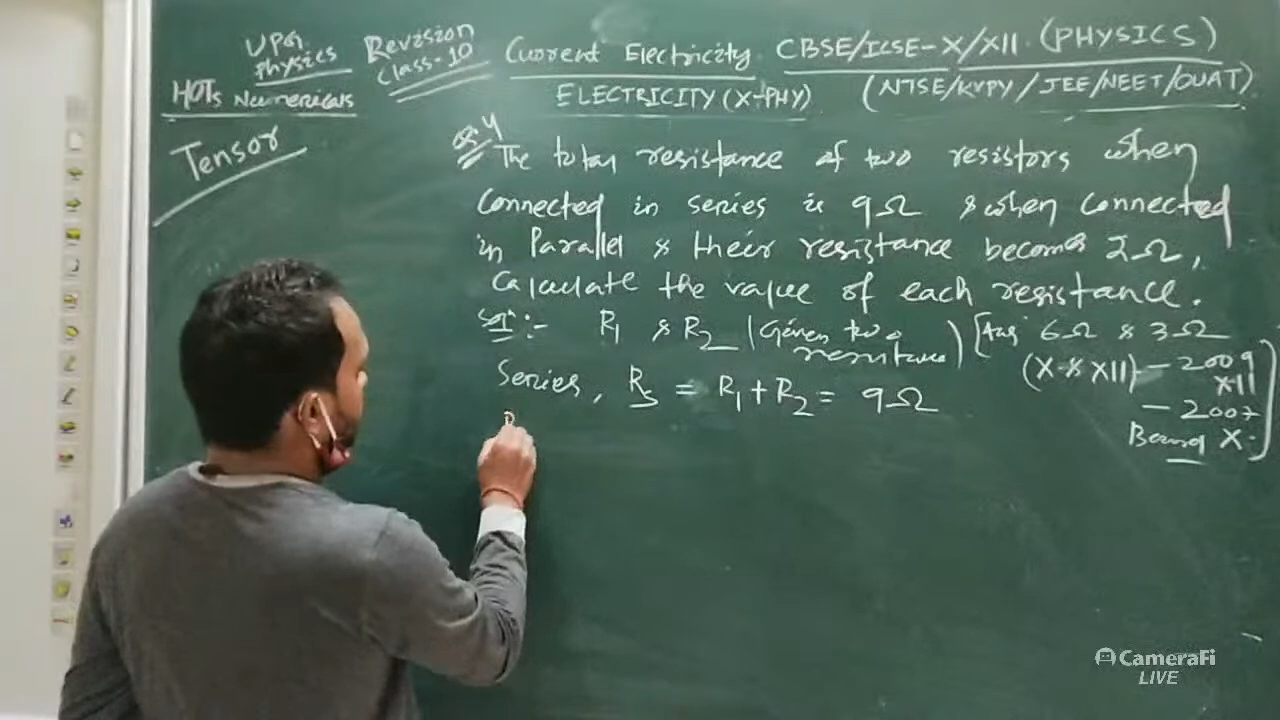 UPG Physics
Revision Class-10
Current Electricity
CBSE/ICSE-X/XII (PHYSICS)
HOTs Numericals
ELECTRICITY (X-PHY)
(NTSE/KVPY/JEE/NEET/OUAT)
Tensor
Qs.4 The total resistance of two resistors when
connected in series is 9Ω & when connected
in Parallel & their resistance becomes 2Ω,
Calculate the value of each resistance.
Solⁿ:- R₁ & R₂ (Given two resistance) [Ans 6Ω & 3Ω
(X & XII) - 2009
XII
- 2007
Board X.]
Series, Rs = R₁ + R₂ = 9Ω
CameraFi
LIVE